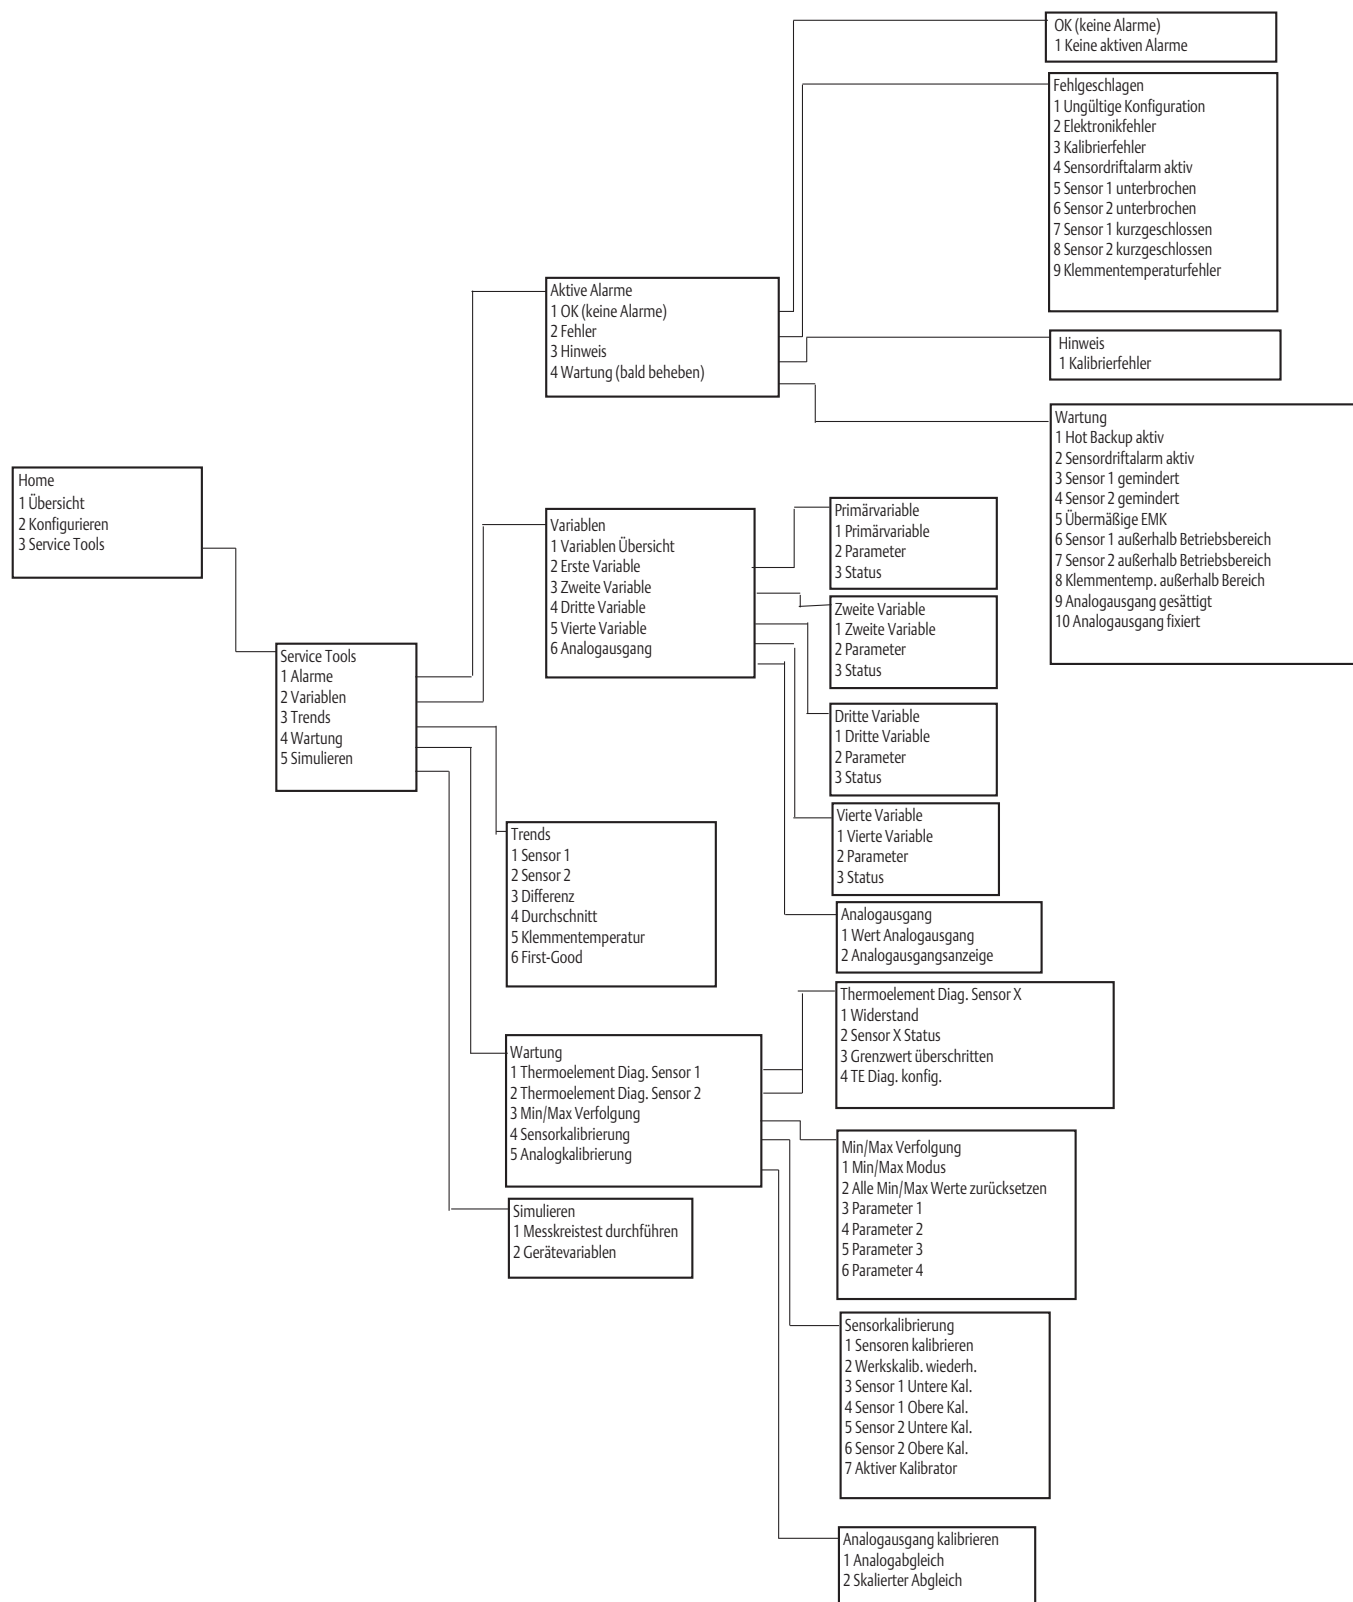 Home
1 Übersicht
2 Konfigurieren
3 Service Tools
Service Tools
1 Alarme
2 Variablen
3 Trends
4 Wartung
5 Simulieren
Aktive Alarme
1 OK (keine Alarme)
2 Fehler
3 Hinweis
4 Wartung (bald beheben)
Variablen
1 Variablen Übersicht
2 Erste Variable
3 Zweite Variable
4 Dritte Variable
5 Vierte Variable
6 Analogausgang
Trends
1 Sensor 1
2 Sensor 2
3 Differenz
4 Durchschnitt
5 Klemmentemperatur
6 First-Good
Wartung
1 Thermoelement Diag. Sensor 1
2 Thermoelement Diag. Sensor 2
3 Min/Max Verfolgung
4 Sensorkalibrierung
5 Analogkalibrierung
Simulieren
1 Messkreistest durchführen
2 Gerätevariablen
OK (keine Alarme)
1 Keine aktiven Alarme
Fehlgeschlagen
1 Ungültige Konfiguration
2 Elektronikfehler
3 Kalibrierfehler
4 Sensordriftalarm aktiv
5 Sensor 1 unterbrochen
6 Sensor 2 unterbrochen
7 Sensor 1 kurzgeschlossen
8 Sensor 2 kurzgeschlossen
9 Klemmentemperaturfehler
Hinweis
1 Kalibrierfehler
Wartung
1 Hot Backup aktiv
2 Sensordriftalarm aktiv
3 Sensor 1 gemindert
4 Sensor 2 gemindert
5 Übermäßige EMK
6 Sensor 1 außerhalb Betriebsbereich
7 Sensor 2 außerhalb Betriebsbereich
8 Klemmentemp. außerhalb Bereich
9 Analogausgang gesättigt
10 Analogausgang fixiert
Primärvariable
1 Primärvariable
2 Parameter
3 Status
Zweite Variable
1 Zweite Variable
2 Parameter
3 Status
Dritte Variable
1 Dritte Variable
2 Parameter
3 Status
Vierte Variable
1 Vierte Variable
2 Parameter
3 Status
Analogausgang
1 Wert Analogausgang
2 Analogausgangsanzeige
Thermoelement Diag. Sensor X
1 Widerstand
2 Sensor X Status
3 Grenzwert überschritten
4 TE Diag. konfig.
Min/Max Verfolgung
1 Min/Max Modus
2 Alle Min/Max Werte zurücksetzen
3 Parameter 1
4 Parameter 2
5 Parameter 3
6 Parameter 4
Sensorkalibrierung
1 Sensoren kalibrieren
2 Werkskalib. wiederh.
3 Sensor 1 Untere Kal.
4 Sensor 1 Obere Kal.
5 Sensor 2 Untere Kal.
6 Sensor 2 Obere Kal.
7 Aktiver Kalibrator
Analogausgang kalibrieren
1 Analogabgleich
2 Skalierter Abgleich